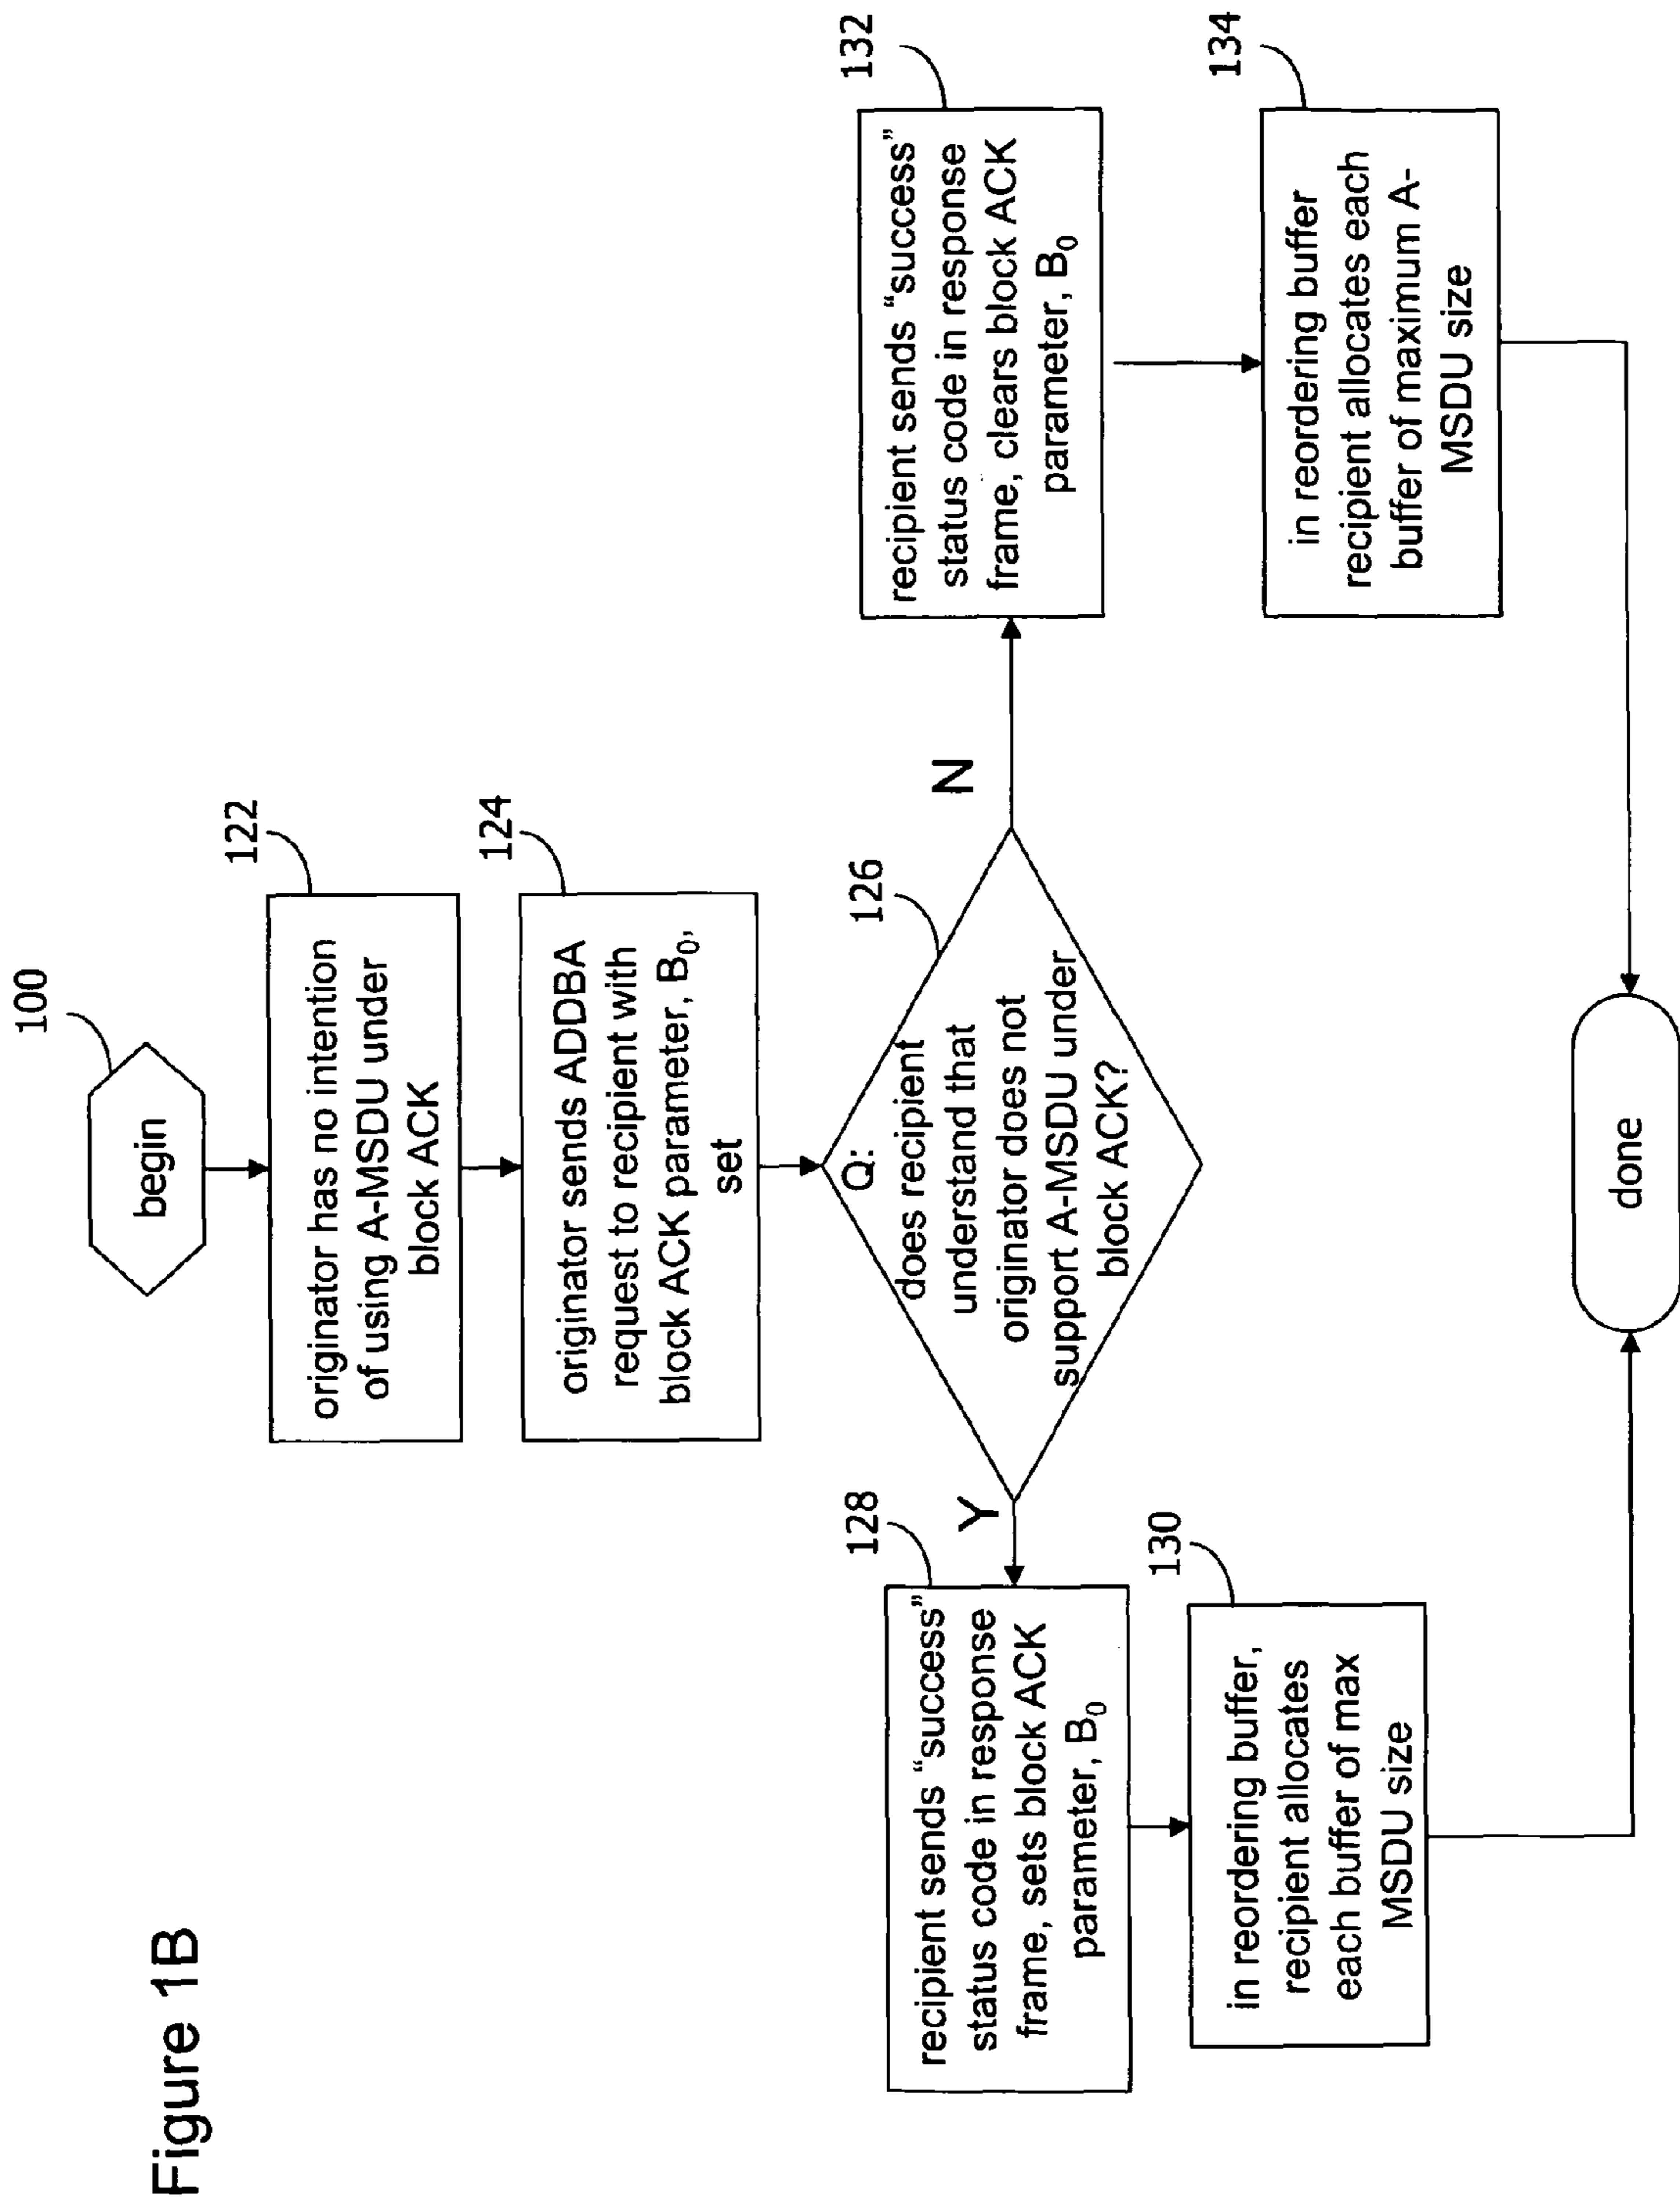 Figure 1B
100
begin
122
originator has no intention
of using A-MSDU under
block ACK
124
originator sends ADDBA
request to recipient with
block ACK parameter, B₀,
set
126
Q:
does recipient
understand that
originator does not
support A-MSDU under
block ACK?
Y
N
128
recipient sends “success”
status code in response
frame, sets block ACK
parameter, B₀
130
in reordering buffer,
recipient allocates
each buffer of max
MSDU size
132
recipient sends “success”
status code in response
frame, clears block ACK
parameter, B₀
134
in reordering buffer
recipient allocates each
buffer of maximum A-
MSDU size
done